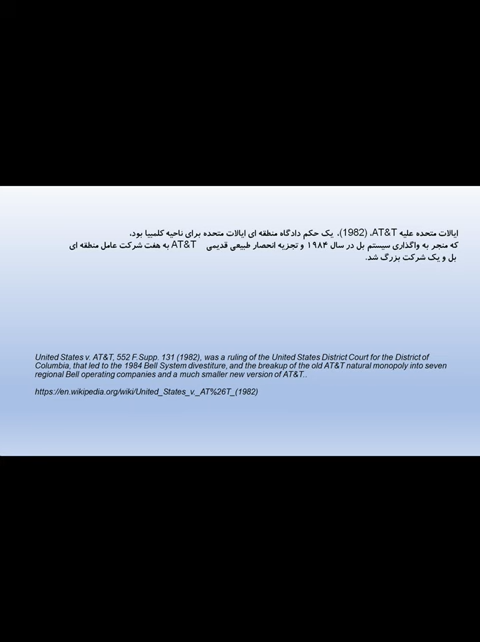 ایالات متحده علیه AT&T، (1982)، یک حکم دادگاه منطقه ای ایالات متحده برای ناحیه کلمبیا بود،
که منجر به واگذاری سیستم بل در سال ۱۹۸۴ و تجزیه انحصار طبیعی قدیمی AT&T به هفت شرکت عامل منطقه ای
بل و یک شرکت بزرگ شد.
United States v. AT&T, 552 F.Supp. 131 (1982), was a ruling of the United States District Court for the District of
Columbia, that led to the 1984 Bell System divestiture, and the breakup of the old AT&T natural monopoly into seven
regional Bell operating companies and a much smaller new version of AT&T..
https://en.wikipedia.org/wiki/United_States_v._AT%26T_(1982)